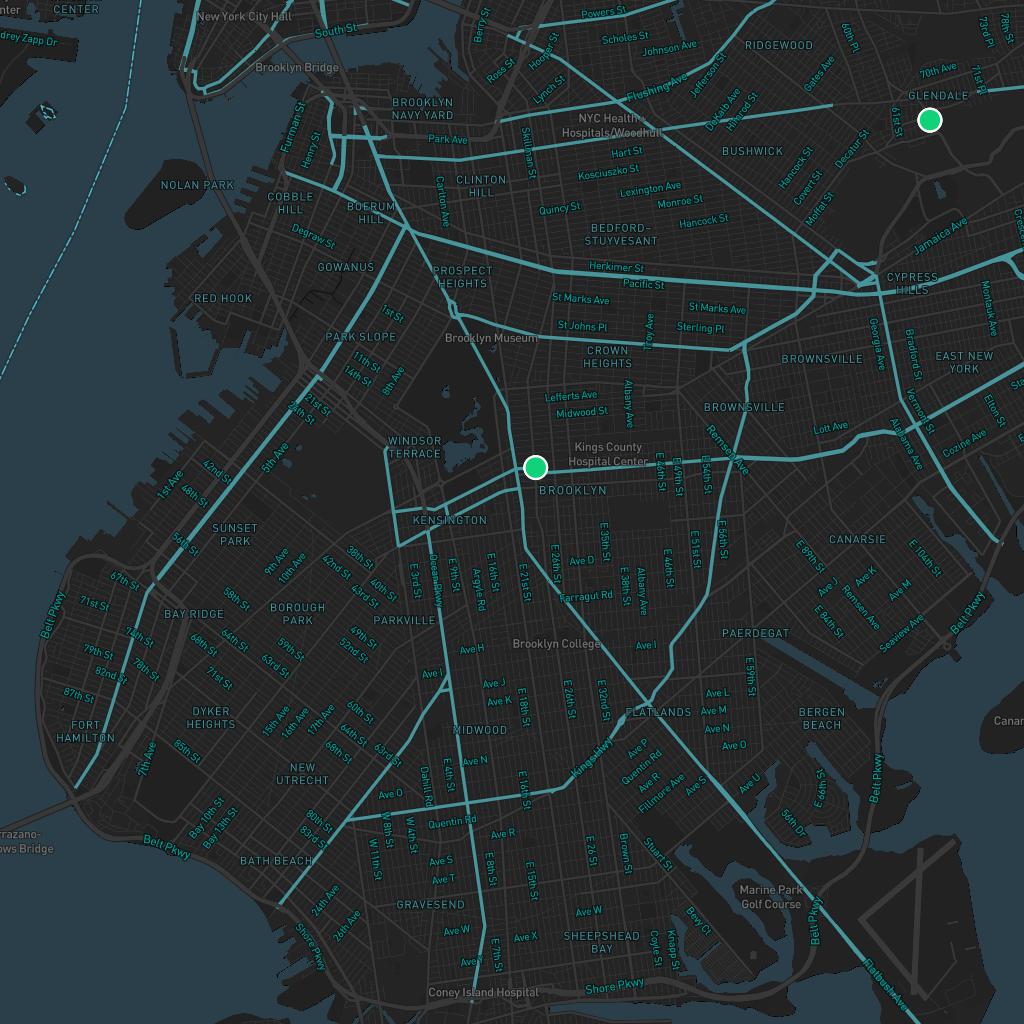 CENTER
New York City Hall
South St
Brooklyn Bridge
Berry St
Powers St
Hooper St
Scholes St
Johnson Ave
RIDGEWOOD
60th Pl
73rd Pl
78th St
Ross St
Lynch St
Flushing Ave
Jefferson St
Gates Ave
70th Ave
71st Pl
GLENDALE
61st St
BROOKLYN
NAVY YARD
Furman St
Henry St
Park Ave
Skillman St
NYC Health +
Hospitals/Woodhull
Dekalb Ave
Himrod St
BUSHWICK
Hart St
Kosciuszko St
Lexington Ave
Monroe St
Hancock St
Hancock St
Covert St
Decatur St
Moffat St
NOLAN PARK
COBBLE
HILL
BOERUM
HILL
Carlton Ave
CLINTON
HILL
Quincy St
BEDFORD-
STUYVESANT
Jamaica Ave
Degraw St
GOWANUS
PROSPECT
HEIGHTS
Herkimer St
Pacific St
CYPRESS
HILLS
RED HOOK
1st St
St Marks Ave
St Marks Ave
Montauk Ave
PARK SLOPE
Brooklyn Museum
St Johns Pl
Troy Ave
Sterling Pl
CROWN
HEIGHTS
BROWNSVILLE
Georgia Ave
Bradford St
EAST NEW
YORK
11th St
14th St
8th Ave
21st St
24th St
Lefferts Ave
Midwood St
Albany Ave
BROWNSVILLE
Vermont St
Elton St
Lott Ave
Alabama Ave
Cozine Ave
Remsen Ave
5th Ave
WINDSOR
TERRACE
Kings County
Hospital Center
E 46th St
E 49th St
E 54th St
1st Ave
42nd St
48th St
BROOKLYN
KENSINGTON
SUNSET
PARK
56th St
E 56th St
CANARSIE
E 89th St
E 104th St
67th St
9th Ave
10th Ave
38th St
42nd St
40th St
43rd St
Ocean Pkwy
E 3rd St
E 9th St
E 16th St
Argyle Rd
E 21st St
E 26th St
Ave D
E 35th St
E 38th St
Albany Ave
E 46th St
E 51st St
Farragut Rd
Ave J
Ave K
Remsen Ave
Ave M
E 84th St
Seaview Ave
Belt Pkwy
Belt Pkwy
71st St
58th St
BAY RIDGE
BOROUGH
PARK
PARKVILLE
74th St
79th St
82nd St
78th St
87th St
68th St
64th St
59th St
63rd St
71st St
49th St
52nd St
Brooklyn College
Ave H
Ave I
PAERDEGAT
E 59th St
Ave I
Ave J
Ave K
E 18th St
E 26th St
E 32nd St
Ave L
Ave M
Ave N
Ave O
FLATLANDS
BERGEN
BEACH
FORT
HAMILTON
DYKER
HEIGHTS
15th Ave
16th Ave
17th Ave
60th St
64th St
68th St
63rd St
MIDWOOD
Kings Hwy
Ave P
Quentin Rd
Ave R
Fillmore Ave
Ave S
Ave U
E 66th St
56th Dr
Belt Pkwy
7th Ave
85th St
NEW
UTRECHT
Ave N
Dahill Rd
E 4th St
E 16th St
Ave O
Bay 10th St
Bay 13th St
80th St
83rd St
Belt Pkwy
BATH BEACH
W 8th St
W 4th St
W 11th St
Quentin Rd
Ave R
Ave S
Ave T
E 8th St
E 15th St
E 26 St
Brown St
Stuart St
Marine Park
Golf Course
24th Ave
26th Ave
GRAVESEND
Ave W
Ave W
Ave X
SHEEPSHEAD
BAY
Bevy Ct
Coyle St
Knapp St
Belt Pkwy
Shore Pkwy
E 7th St
Coney Island Hospital
Shore Pkwy
Flatbush Ave